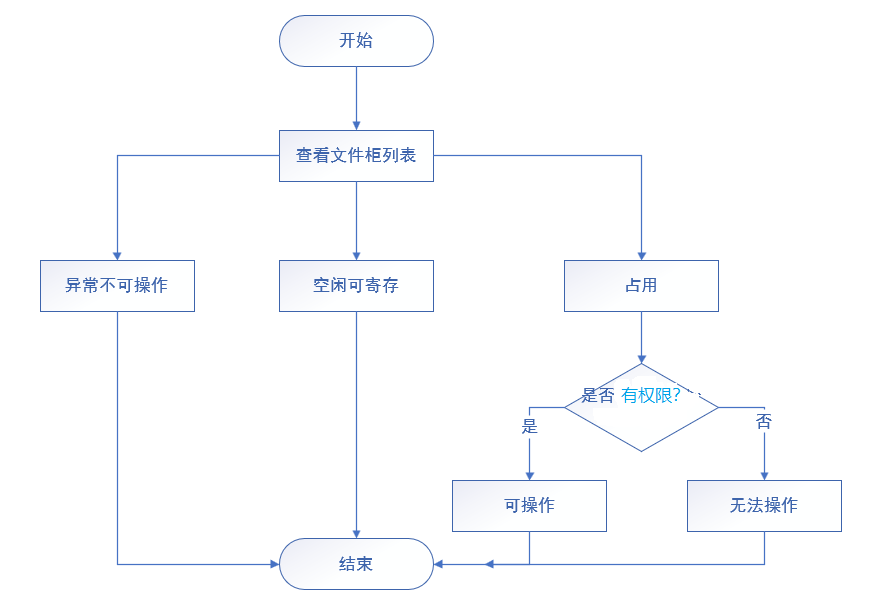 开始
查看文件柜列表
异常不可操作
空闲可寄存
占用
是否 有权限?
是
否
可操作
无法操作
结束